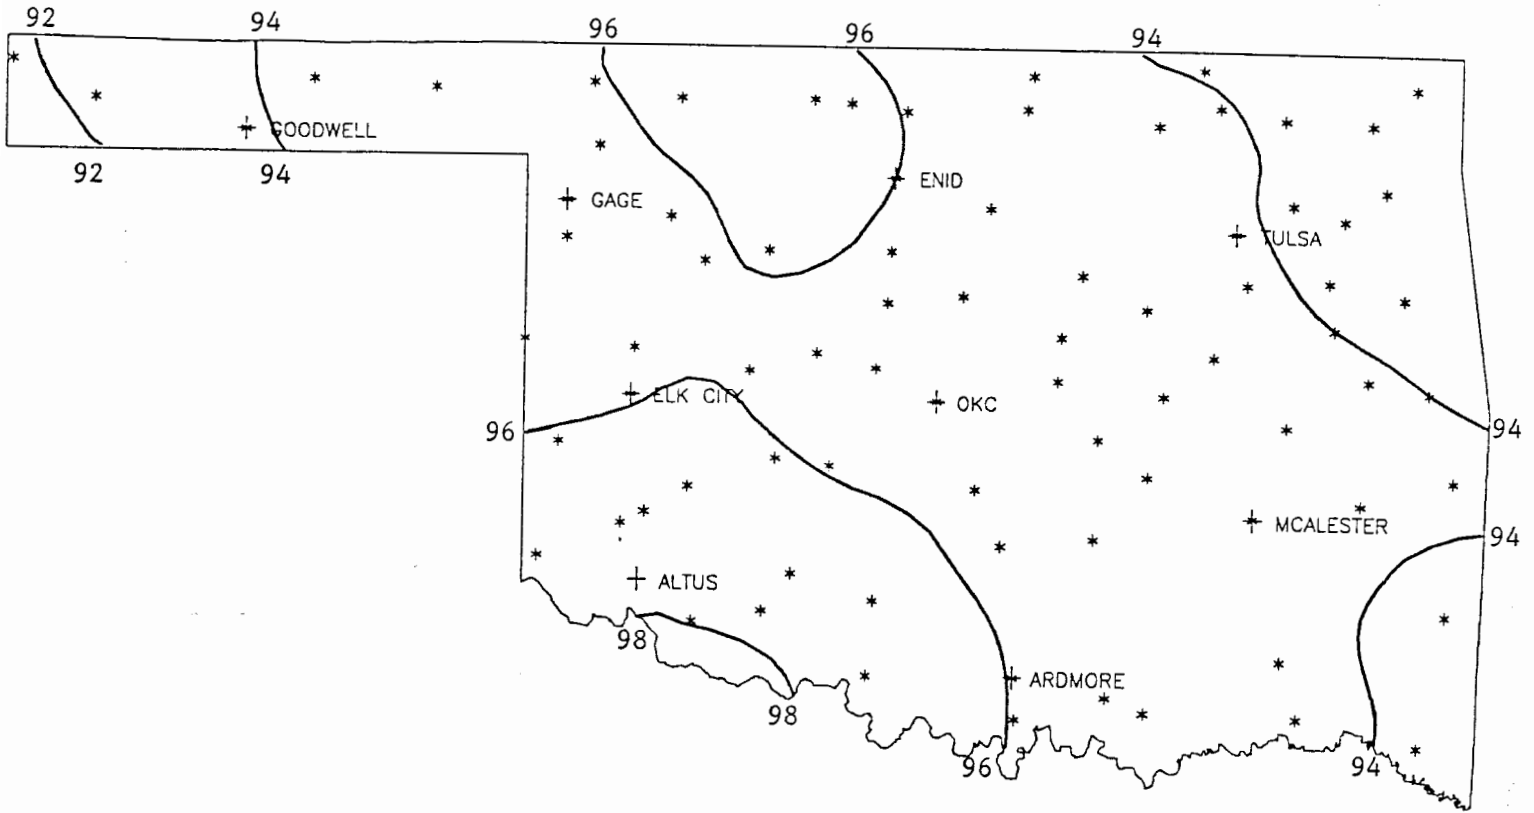 92
94
96
96
94
GOODWELL
92
94
ENID
GAGE
TULSA
ELK CITY
OKC
96
94
MCALESTER
94
ALTUS
98
ARDMORE
98
96
94